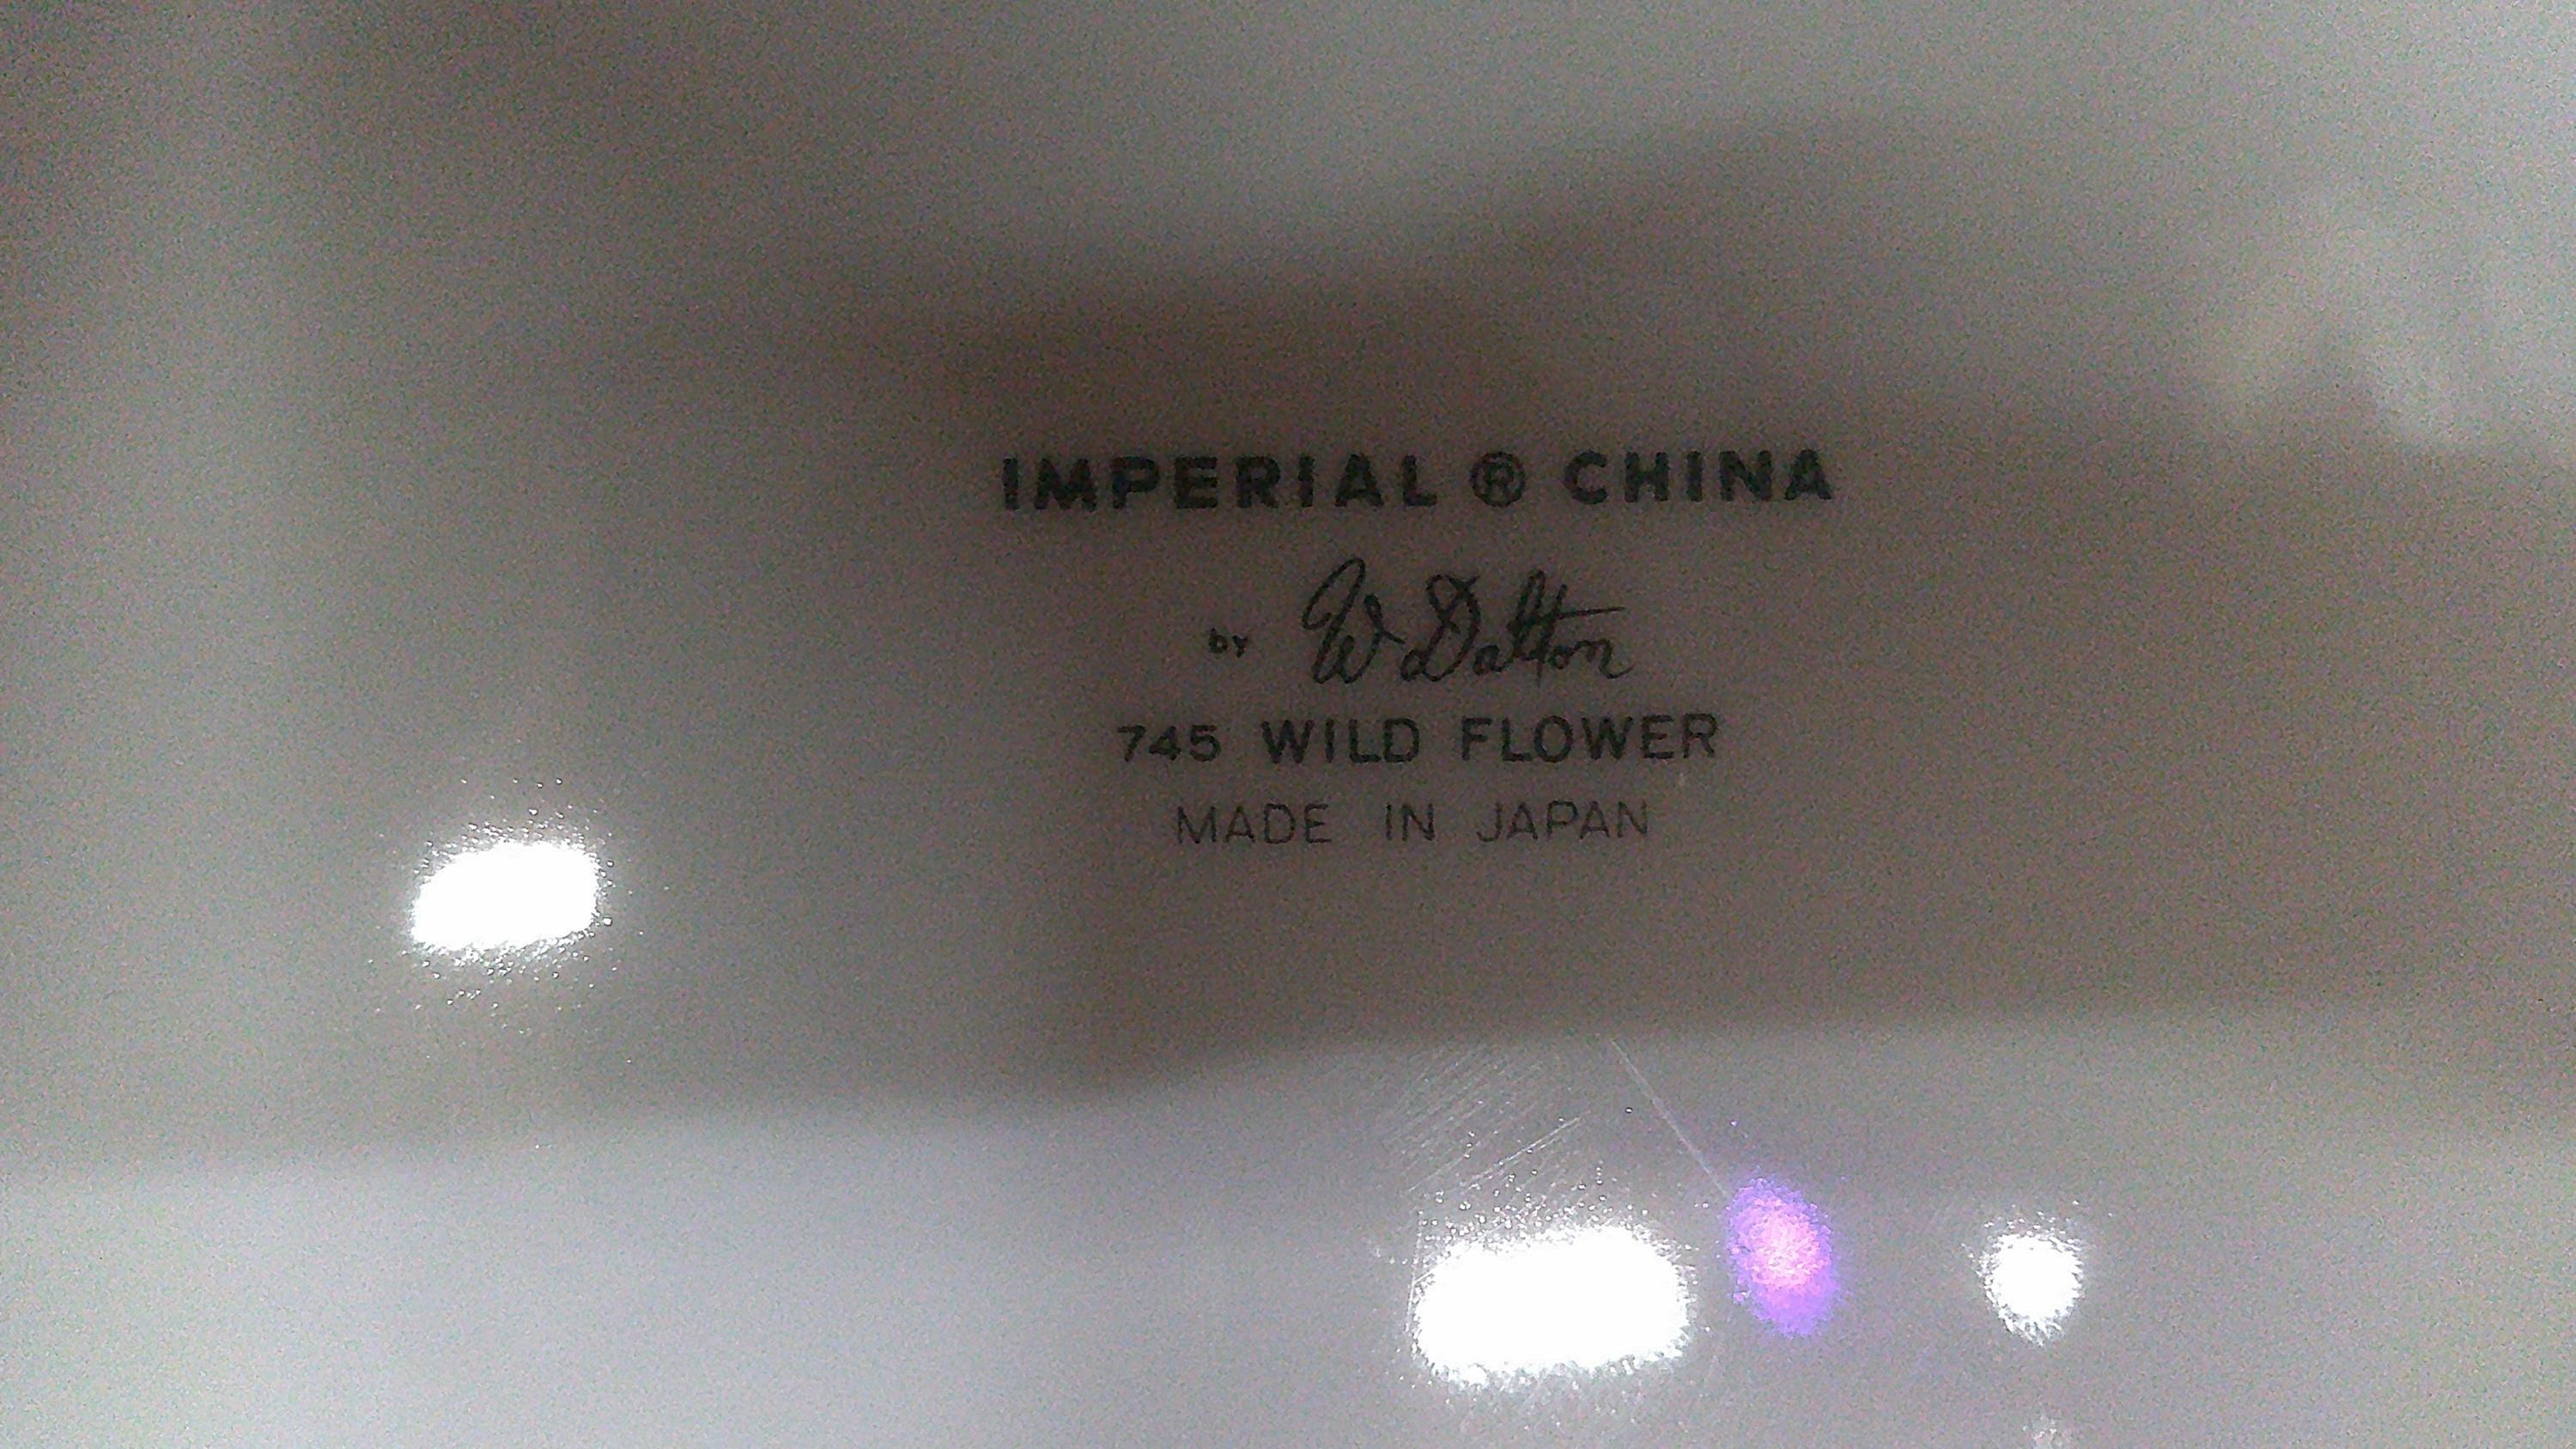 IMPERIAL ® CHINA
by W Dalton
745 WILD FLOWER
MADE IN JAPAN